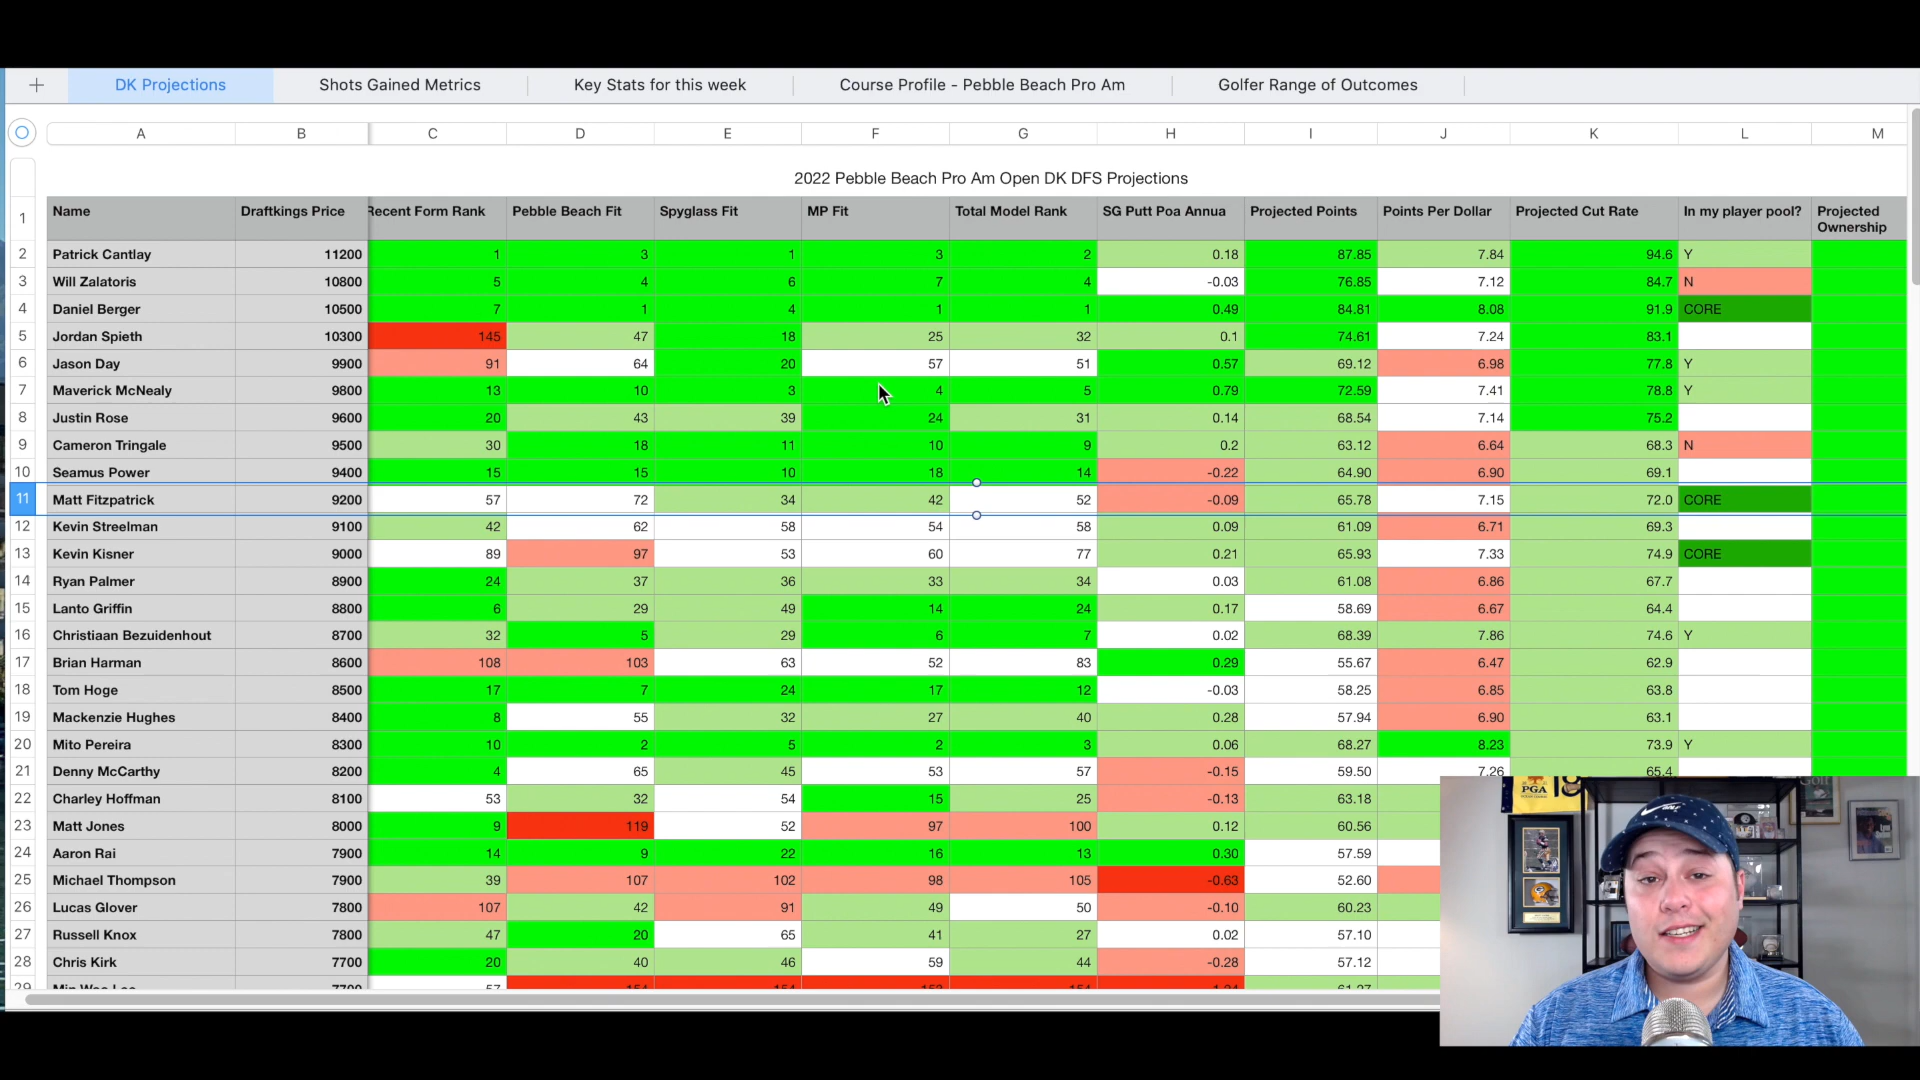 DK Projections Shots Gained Metrics Key Stats for this week Course Profile - Pebble Beach Pro Am Golfer Range of Outcomes
A B C D E F G H I J K L M
2022 Pebble Beach Pro Am Open DK DFS Projections
1 Name Draftkings Price Recent Form Rank Pebble Beach Fit Spyglass Fit MP Fit Total Model Rank SG Putt Poa Annua Projected Points Points Per Dollar Projected Cut Rate In my player pool? Projected Ownership
2 Patrick Cantlay 11200 1 3 1 3 2 0.18 87.85 7.84 94.6 Y
3 Will Zalatoris 10800 5 4 6 7 4 -0.03 76.85 7.12 84.7 N
4 Daniel Berger 10500 7 1 4 1 1 0.49 84.81 8.08 91.9 CORE
5 Jordan Spieth 10300 145 47 18 25 32 0.1 74.61 7.24 83.1
6 Jason Day 9900 91 64 20 57 51 0.57 69.12 6.98 77.8 Y
7 Maverick McNealy 9800 13 10 3 4 5 0.79 72.59 7.41 78.8 Y
8 Justin Rose 9600 20 43 39 24 31 0.14 68.54 7.14 75.2
9 Cameron Tringale 9500 30 18 11 10 9 0.2 63.12 6.64 68.3 N
10 Seamus Power 9400 15 15 10 18 14 -0.22 64.90 6.90 69.1
11 Matt Fitzpatrick 9200 57 72 34 42 52 -0.09 65.78 7.15 72.0 CORE
12 Kevin Streelman 9100 42 62 58 54 58 0.09 61.09 6.71 69.3
13 Kevin Kisner 9000 89 97 53 60 77 0.21 65.93 7.33 74.9 CORE
14 Ryan Palmer 8900 24 37 36 33 34 0.03 61.08 6.86 67.7
15 Lanto Griffin 8800 6 29 49 14 24 0.17 58.69 6.67 64.4
16 Christiaan Bezuidenhout 8700 32 5 29 6 7 0.02 68.39 7.86 74.6 Y
17 Brian Harman 8600 108 103 63 52 83 0.29 55.67 6.47 62.9
18 Tom Hoge 8500 17 7 24 17 12 -0.03 58.25 6.85 63.8
19 Mackenzie Hughes 8400 8 55 32 27 40 0.28 57.94 6.90 63.1
20 Mito Pereira 8300 10 2 5 2 3 0.06 68.27 8.23 73.9 Y
21 Denny McCarthy 8200 4 65 45 53 57 -0.15 59.50 7.26 65.4
22 Charley Hoffman 8100 53 32 54 15 25 -0.13 63.18
23 Matt Jones 8000 9 119 52 97 100 0.12 60.56
24 Aaron Rai 7900 14 9 22 16 13 0.30 57.59
25 Michael Thompson 7900 39 107 102 98 105 -0.63 52.60
26 Lucas Glover 7800 107 42 91 49 50 -0.10 60.23
27 Russell Knox 7800 47 20 65 41 27 0.02 57.10
28 Chris Kirk 7700 20 40 46 59 44 -0.28 57.12
PGA